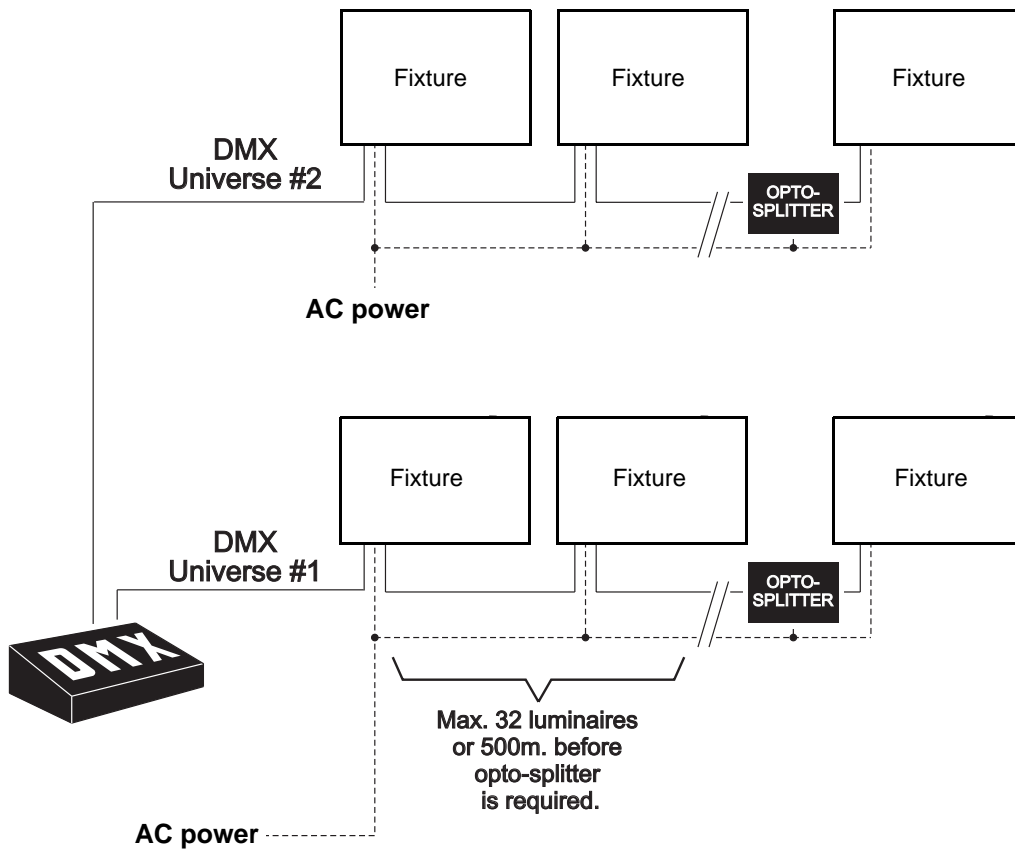 Fixture
Fixture
Fixture
DMX
Universe #2
OPTO-
SPLITTER
AC power
Fixture
Fixture
Fixture
DMX
Universe #1
OPTO-
SPLITTER
DMX
Max. 32 luminaires
or 500m. before
opto-splitter
is required.
AC power